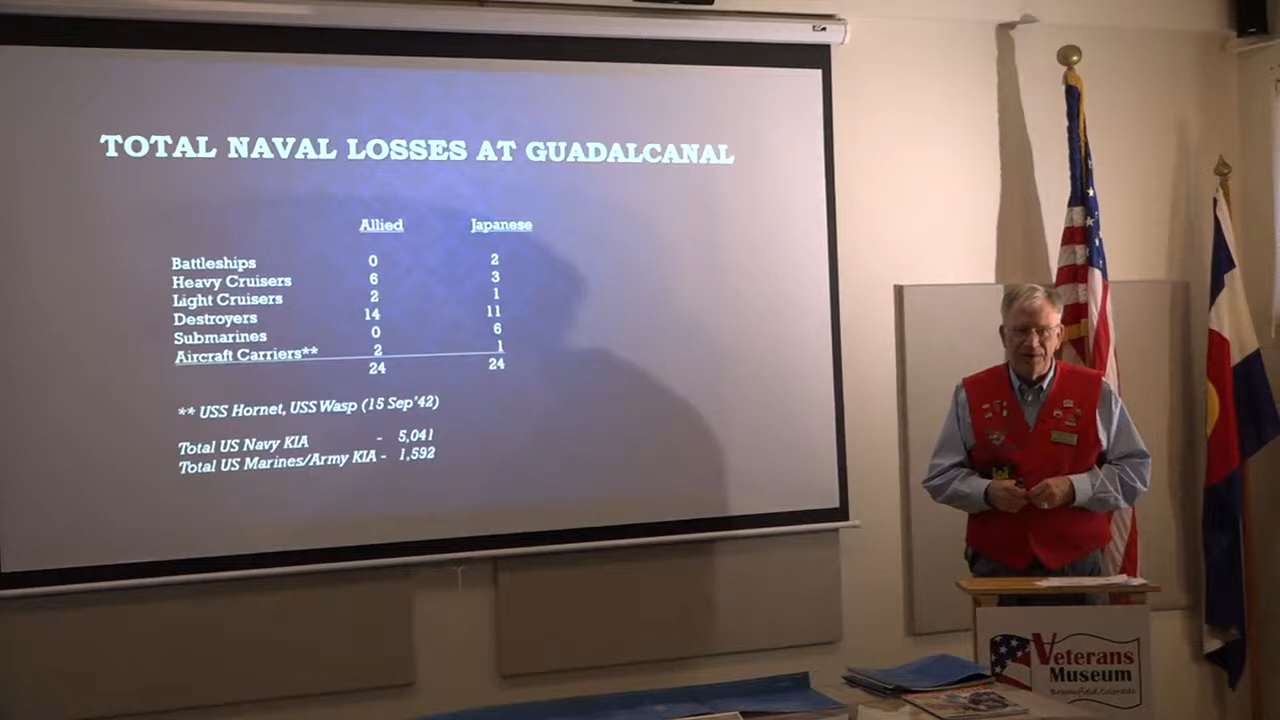 TOTAL NAVAL LOSSES AT GUADALCANAL
Allied Japanese
Battleships 0 2
Heavy Cruisers 6 3
Light Cruisers 2 1
Destroyers 14 11
Submarines 0 6
Aircraft Carriers** 2 1
24 24
** USS Hornet, USS Wasp (15 Sep'42)
Total US Navy KIA - 5,041
Total US Marines/Army KIA - 1,592
Veterans
Museum
Broomfield, Colorado